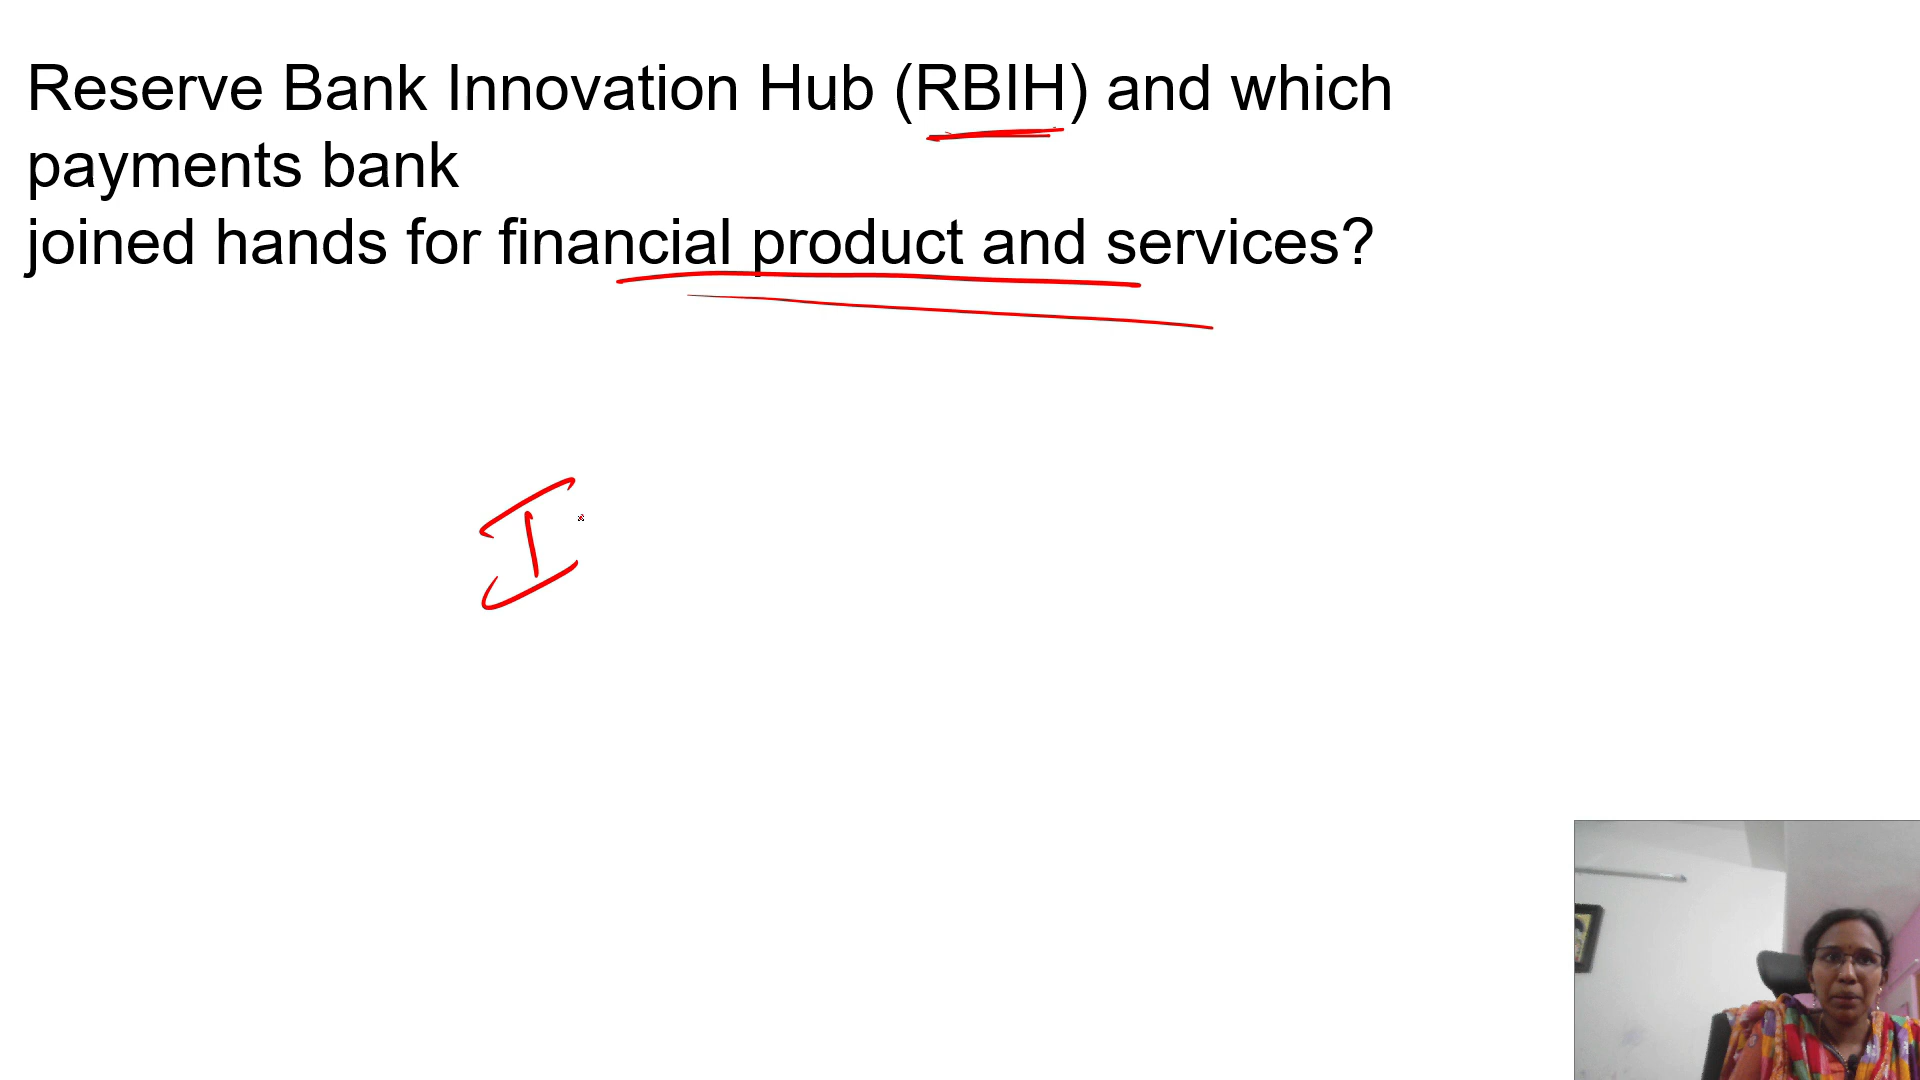 Reserve Bank Innovation Hub (RBIH) and which
payments bank
joined hands for financial product and services?
I